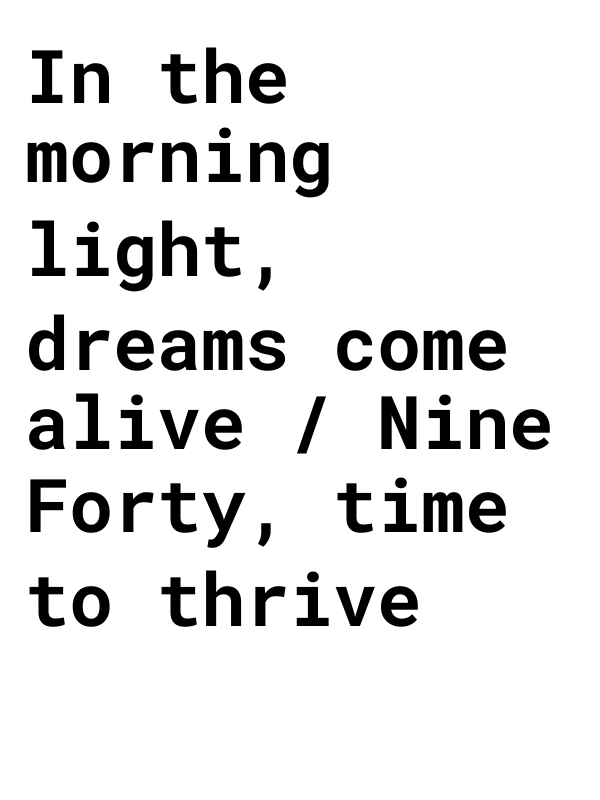 In the
morning
light,
dreams come
alive / Nine
Forty, time
to thrive